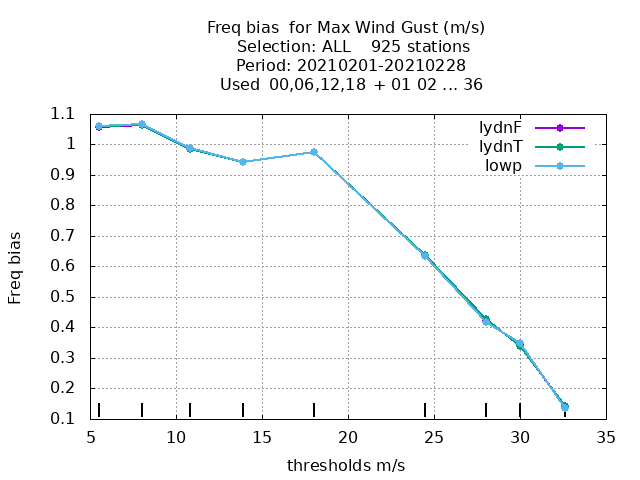 Freq bias  for Max Wind Gust (m/s)
Selection: ALL    925 stations
Period: 20210201-20210228
Used 00,06,12,18 + 01 02 ... 36
lydnF
lydnT
lowp
1.1
1
0.9
0.8
0.7
0.6
0.5
0.4
0.3
0.2
0.1
Freq bias
5 10 15 20 25 30 35
thresholds m/s